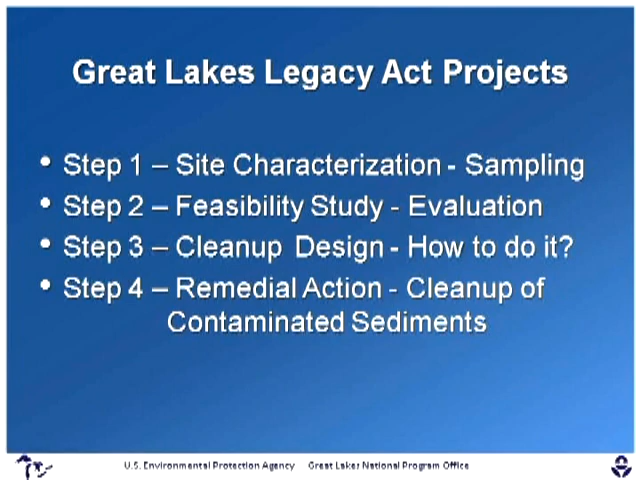 Great Lakes Legacy Act Projects
• Step 1 – Site Characterization - Sampling
• Step 2 – Feasibility Study - Evaluation
• Step 3 – Cleanup Design - How to do it?
• Step 4 – Remedial Action - Cleanup of
Contaminated Sediments
U.S. Environmental Protection Agency Great Lakes National Program Office